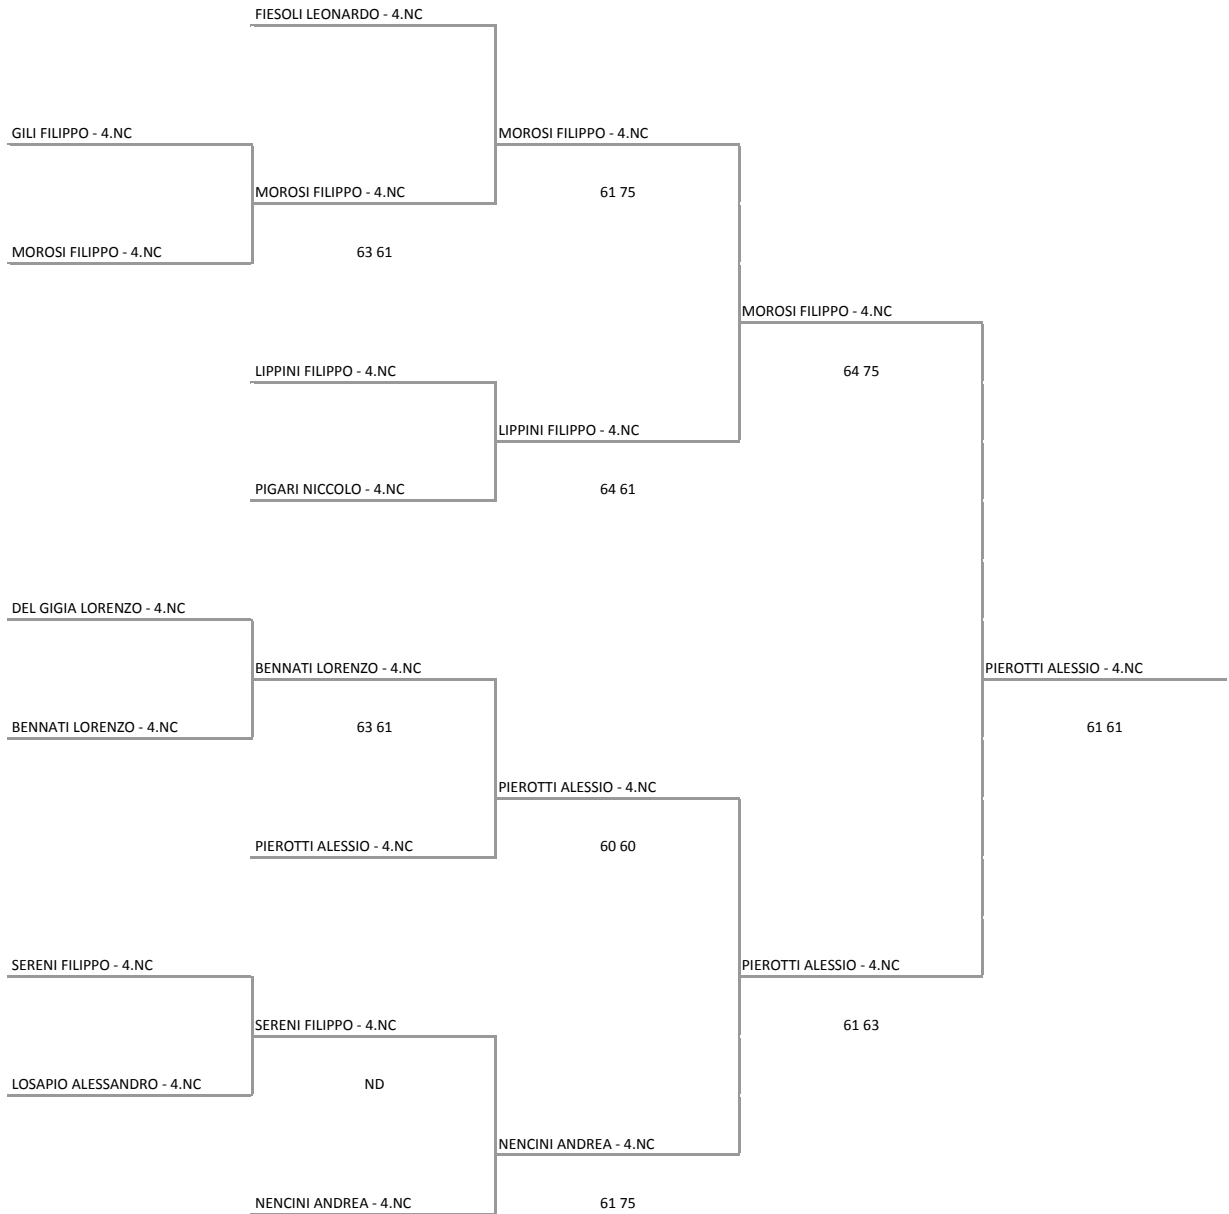 FIESOLI LEONARDO - 4.NC
GILI FILIPPO - 4.NC
MOROSI FILIPPO - 4.NC
MOROSI FILIPPO - 4.NC
61 75
MOROSI FILIPPO - 4.NC
63 61
MOROSI FILIPPO - 4.NC
LIPPINI FILIPPO - 4.NC
64 75
LIPPINI FILIPPO - 4.NC
PIGARI NICCOLO - 4.NC
64 61
DEL GIGIA LORENZO - 4.NC
BENNATI LORENZO - 4.NC
PIEROTTI ALESSIO - 4.NC
BENNATI LORENZO - 4.NC
63 61
61 61
PIEROTTI ALESSIO - 4.NC
PIEROTTI ALESSIO - 4.NC
60 60
SERENI FILIPPO - 4.NC
PIEROTTI ALESSIO - 4.NC
SERENI FILIPPO - 4.NC
61 63
LOSAPIO ALESSANDRO - 4.NC
ND
NENCINI ANDREA - 4.NC
NENCINI ANDREA - 4.NC
61 75